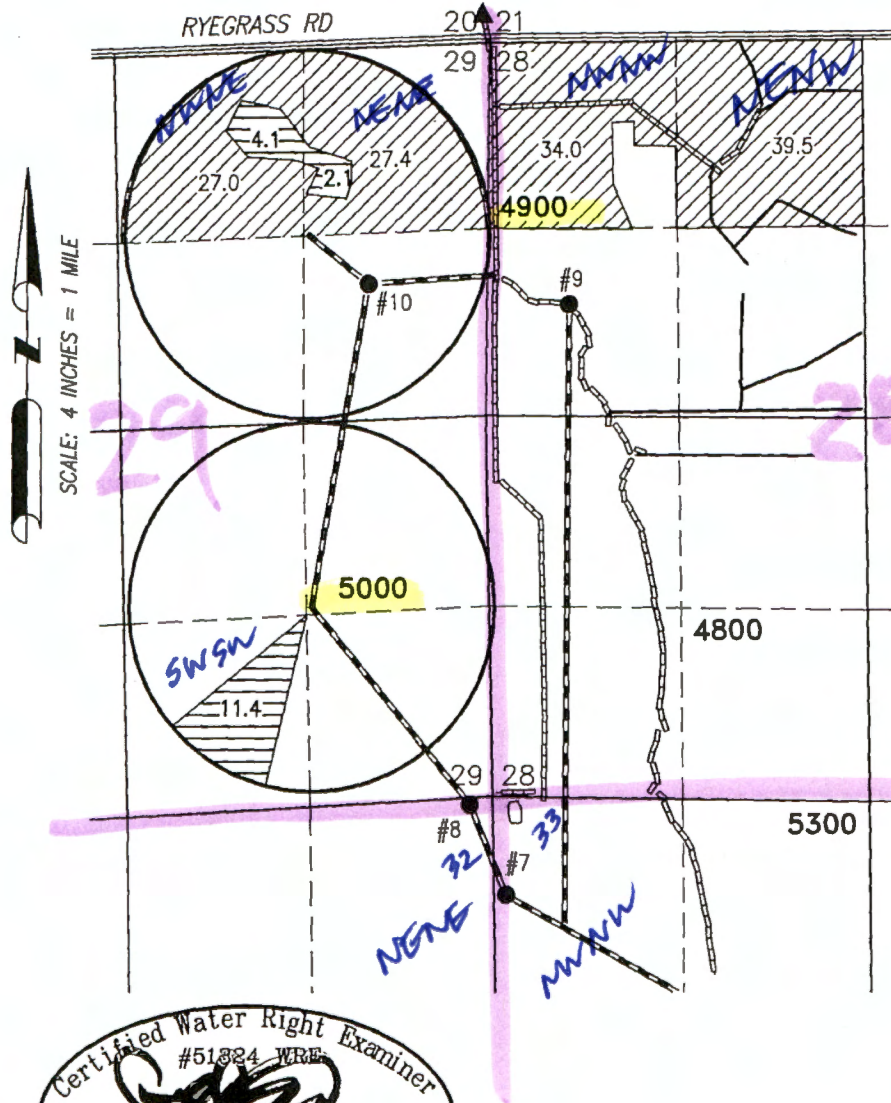 RYEGRASS RD
20 21
29 28
NWNE
NENE
NWNW
NENW
4.1
2.1
27.0
27.4
34.0
39.5
4900
#10
#9
SCALE: 4 INCHES = 1 MILE
Z
29
28
5000
4800
SWSW
11.4
29 28
#8
32
33
#7
5300
NENE
NWNW
Certified Water Right Examiner
#51324 WRE